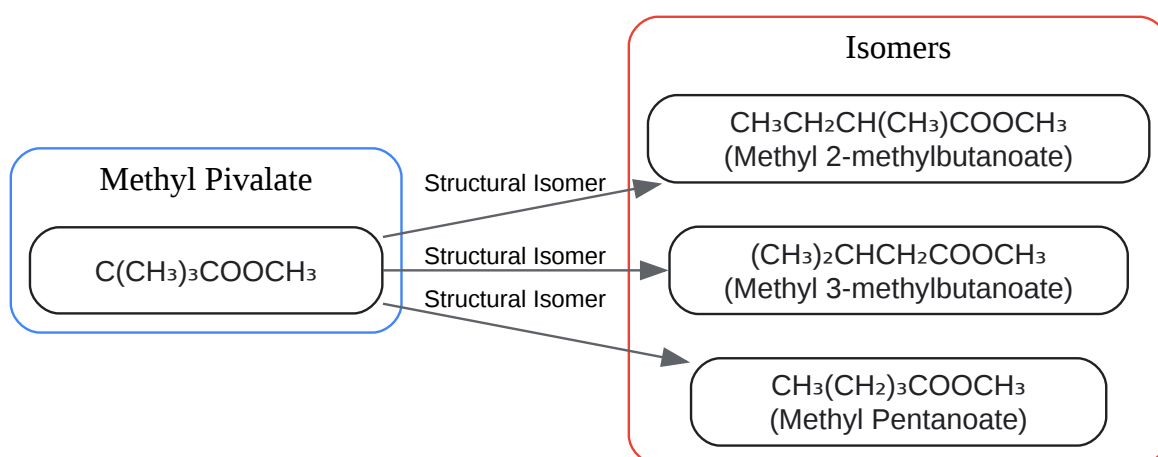 Isomers
CH₃CH₂CH(CH₃)COOCH₃
(Methyl 2-methylbutanoate)
Methyl Pivalate
Structural Isomer
C(CH₃)₃COOCH₃
Structural Isomer
(CH₃)₂CHCH₂COOCH₃
(Methyl 3-methylbutanoate)
Structural Isomer
CH₃(CH₂)₃COOCH₃
(Methyl Pentanoate)